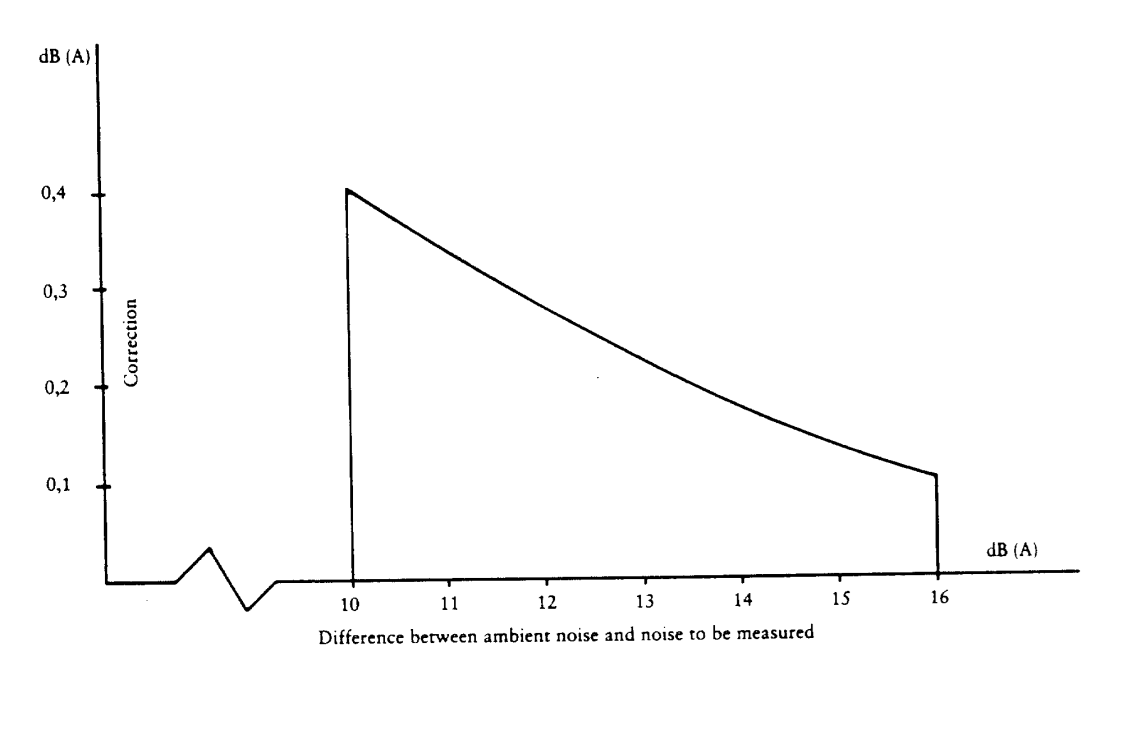 dB (A)
0,4
0,3
0,2
0,1
Correction
dB (A)
10 11 12 13 14 15 16
Difference between ambient noise and noise to be measured